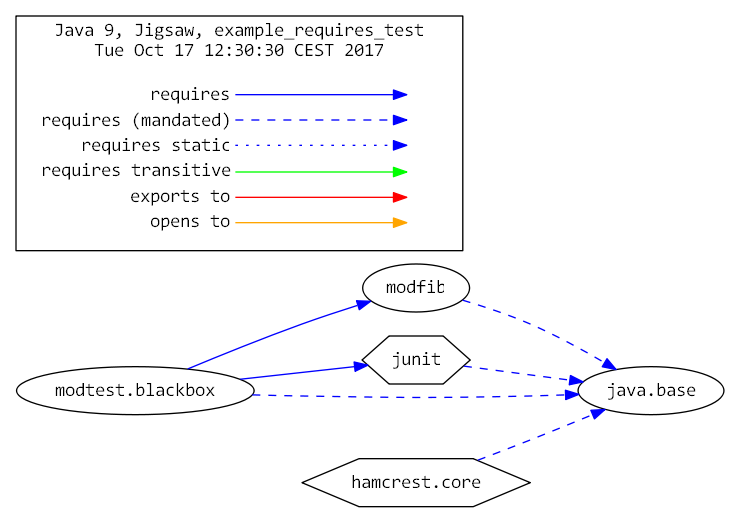 Java 9, Jigsaw, example_requires_test
Tue Oct 17 12:30:30 CEST 2017
requires
requires (mandated)
requires static
requires transitive
exports to
opens to
modfib
junit
modtest.blackbox
java.base
hamcrest.core